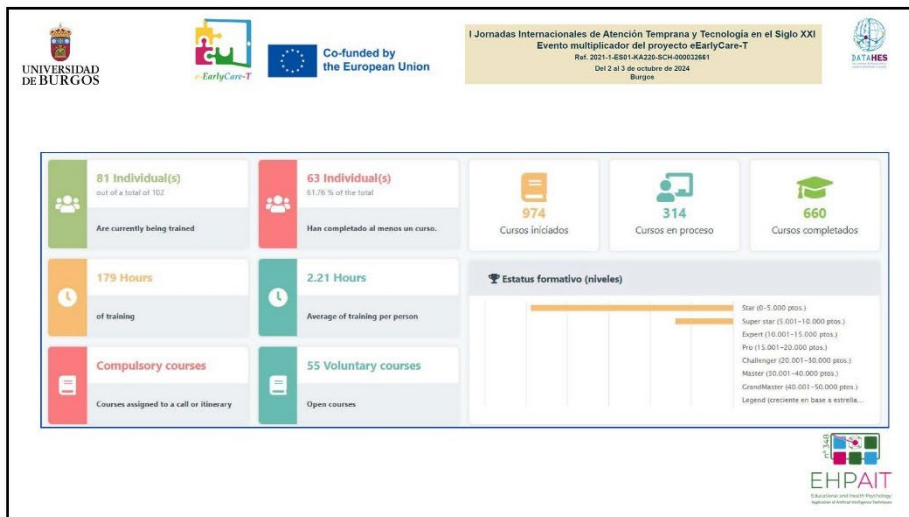 UNIVERSIDAD
DE BURGOS
e-EarlyCare-T
Co-funded by
the European Union
I Jornadas Internacionales de Atención Temprana y Tecnología en el Siglo XXI
Evento multiplicador del proyecto eEarlyCare-T
Ref. 2021-1-ES01-KA220-SCH-000032661
Del 2 al 3 de octubre de 2024
Burgos
DATAHES
81 Individual(s)
out of a total of 102
Are currently being trained
63 Individual(s)
61.76 % of the total
Han completado al menos un curso.
974
Cursos iniciados
314
Cursos en proceso
660
Cursos completados
179 Hours
of training
2.21 Hours
Average of training per person
Estatus formativo (niveles)
Star (0-5.000 ptos.)
Super star (5.001-10.000 ptos.)
Expert (10.001-15.000 ptos.)
Pro (15.001-20.000 ptos.)
Challenger (20.001-30.000 ptos.)
Master (30.001-40.000 ptos.)
GrandMaster (40.001-50.000 ptos.)
Legend (creciente en base a estrella...
Compulsory courses
Courses assigned to a call or itinerary
55 Voluntary courses
Open courses
nº 348
EHPAIT
Educational and Health Psychology
Application of Artificial Intelligence Techniques